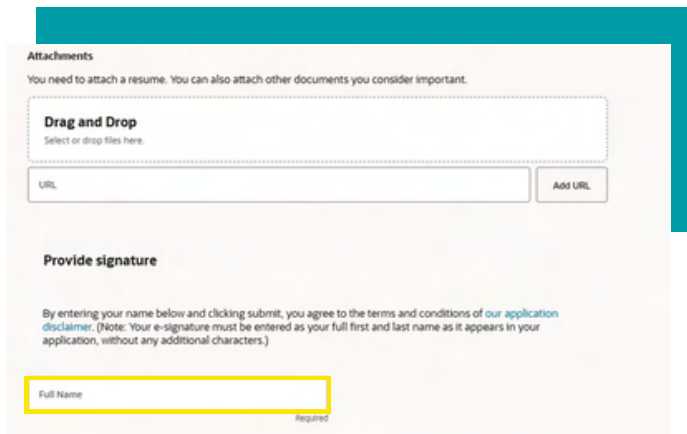 Attachments
You need to attach a resume. You can also attach other documents you consider important.
Drag and Drop
Select or drop files here.
URL
Add URL
Provide signature
By entering your name below and clicking submit, you agree to the terms and conditions of our application
disclaimer. (Note: Your e-signature must be entered as your full first and last name as it appears in your
application, without any additional characters.)
Full Name
Required